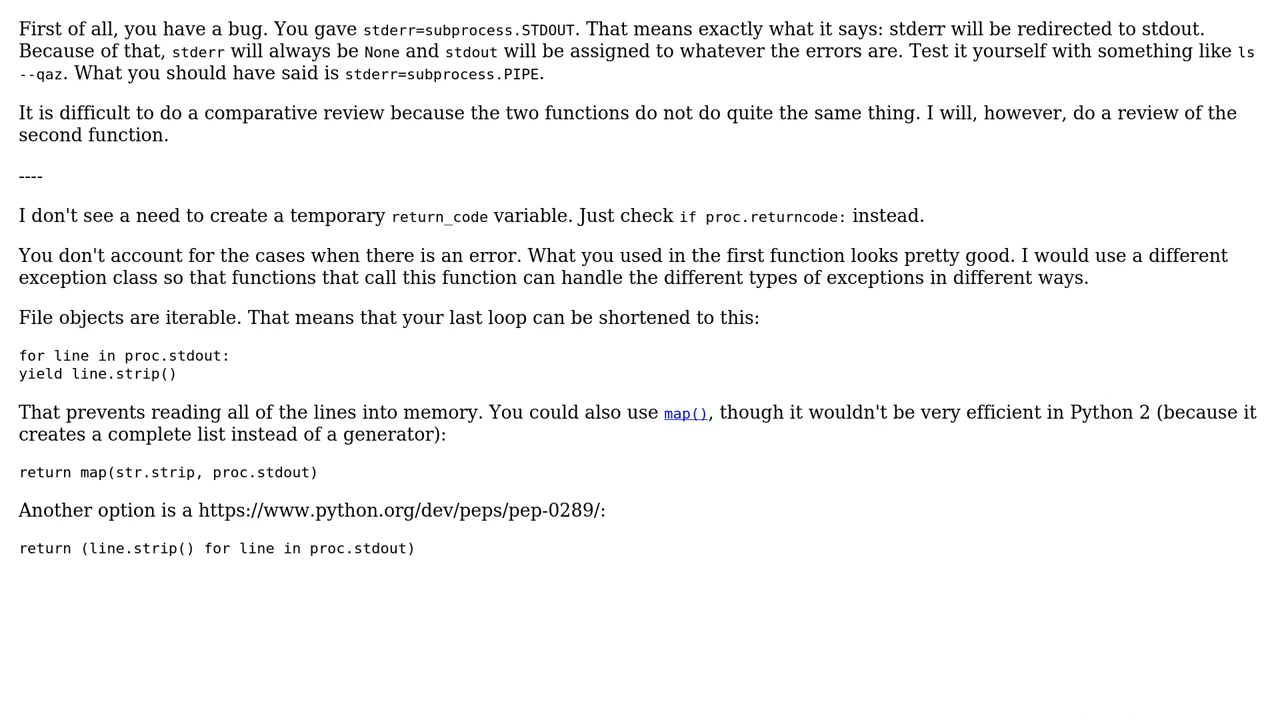 First of all, you have a bug. You gave stderr=subprocess.STDOUT. That means exactly what it says: stderr will be redirected to stdout.
Because of that, stderr will always be None and stdout will be assigned to whatever the errors are. Test it yourself with something like ls
--qaz. What you should have said is stderr=subprocess.PIPE.
It is difficult to do a comparative review because the two functions do not do quite the same thing. I will, however, do a review of the
second function.
----
I don't see a need to create a temporary return_code variable. Just check if proc.returncode: instead.
You don't account for the cases when there is an error. What you used in the first function looks pretty good. I would use a different
exception class so that functions that call this function can handle the different types of exceptions in different ways.
File objects are iterable. That means that your last loop can be shortened to this:
for line in proc.stdout:
yield line.strip()
That prevents reading all of the lines into memory. You could also use map(), though it wouldn't be very efficient in Python 2 (because it
creates a complete list instead of a generator):
return map(str.strip, proc.stdout)
Another option is a https://www.python.org/dev/peps/pep-0289/:
return (line.strip() for line in proc.stdout)